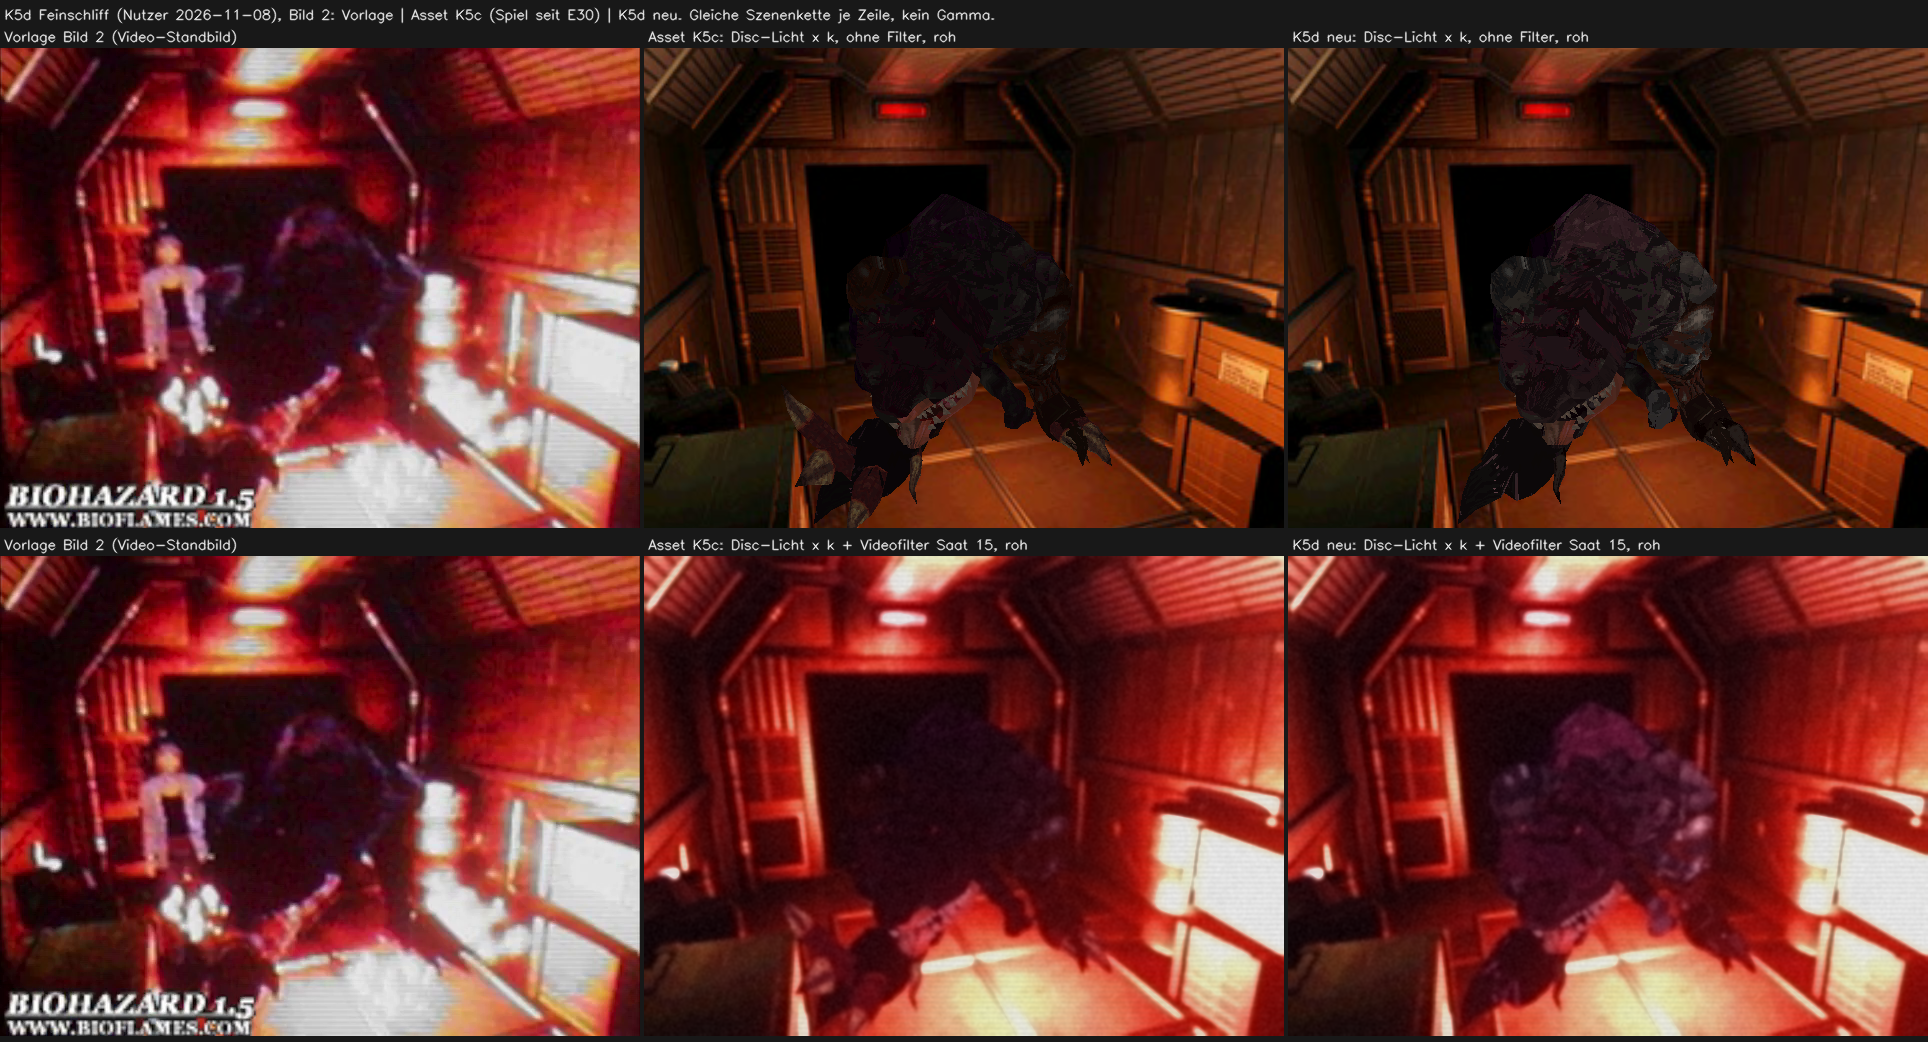 K5d Feinschliff (Nutzer 2026-11-08), Bild 2: Vorlage | Asset K5c (Spiel seit E30) | K5d neu. Gleiche Szenenkette je Zeile, kein Gamma.
Vorlage Bild 2 (Video-Standbild)
Asset K5c: Disc-Licht x k, ohne Filter, roh
K5d neu: Disc-Licht x k, ohne Filter, roh
BIOHAZARD 1.5
WWW.BIOFLAMES.COM
Vorlage Bild 2 (Video-Standbild)
Asset K5c: Disc-Licht x k + Videofilter Saat 15, roh
K5d neu: Disc-Licht x k + Videofilter Saat 15, roh
BIOHAZARD 1.5
WWW.BIOFLAMES.COM